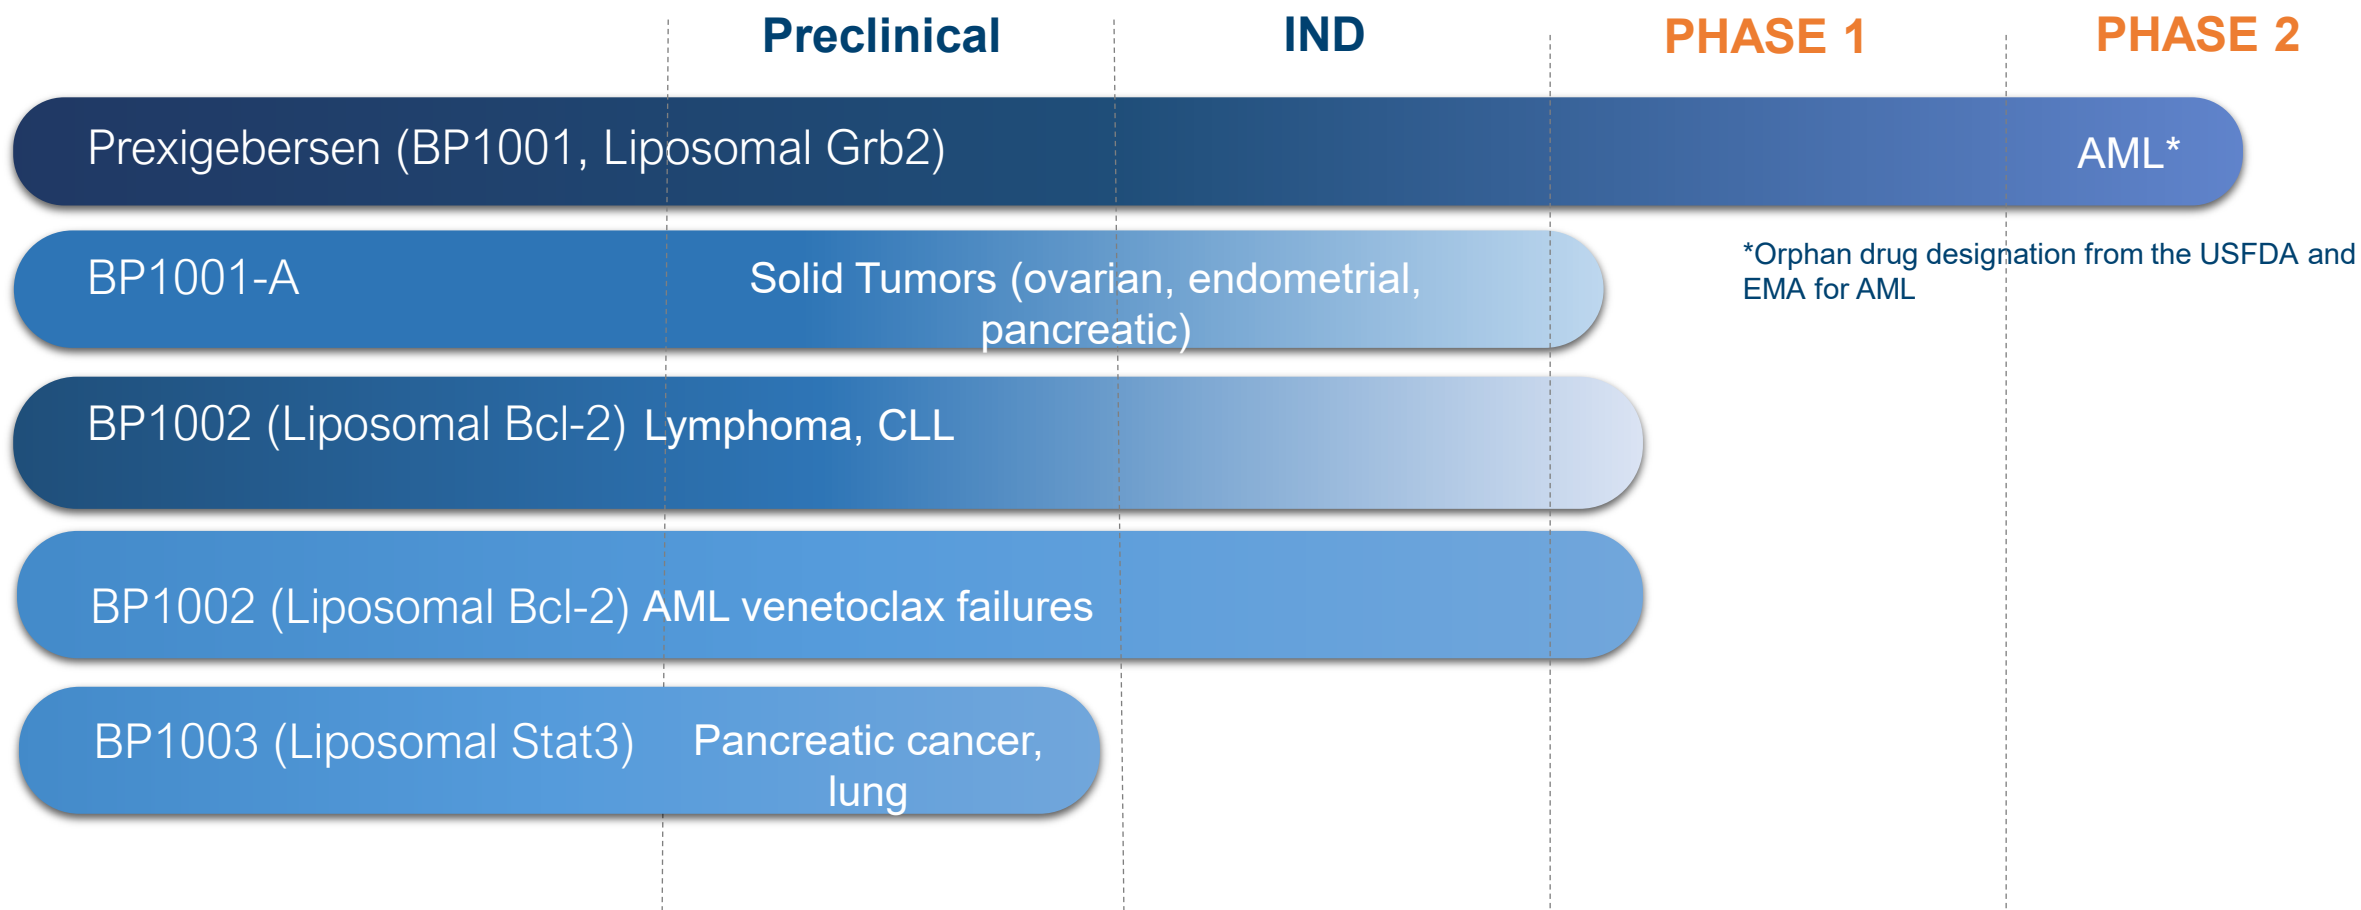 Preclinical IND PHASE 1 PHASE 2
Prexigebersen (BP1001, Liposomal Grb2) AML*
*Orphan drug designation from the USFDA and
EMA for AML
BP1001-A Solid Tumors (ovarian, endometrial,
pancreatic)
BP1002 (Liposomal Bcl-2) Lymphoma, CLL
BP1002 (Liposomal Bcl-2) AML venetoclax failures
BP1003 (Liposomal Stat3) Pancreatic cancer,
lung